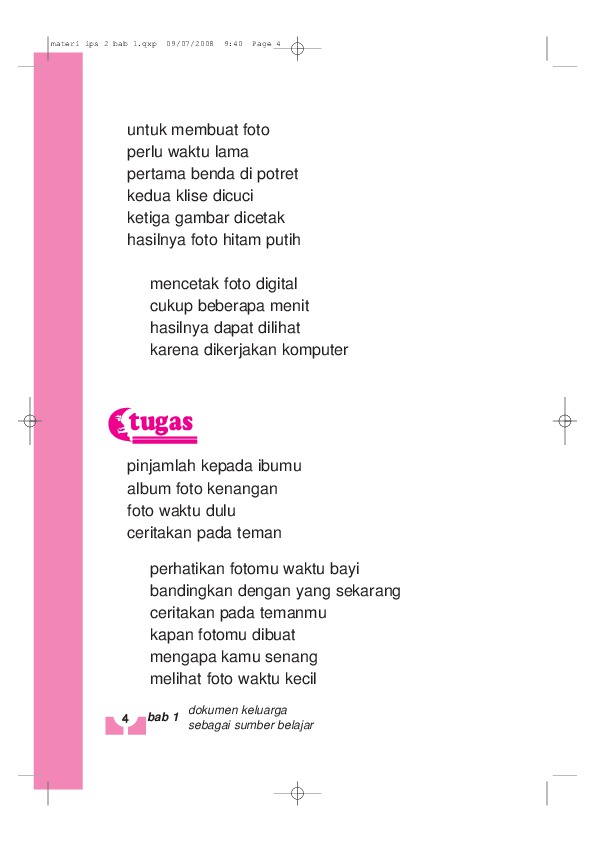 materi ips 2 bab 1.qxp 09/07/2008 9:40 Page 4
untuk membuat foto
perlu waktu lama
pertama benda di potret
kedua klise dicuci
ketiga gambar dicetak
hasilnya foto hitam putih
mencetak foto digital
cukup beberapa menit
hasilnya dapat dilihat
karena dikerjakan komputer
tugas
pinjamlah kepada ibumu
album foto kenangan
foto waktu dulu
ceritakan pada teman
perhatikan fotomu waktu bayi
bandingkan dengan yang sekarang
ceritakan pada temanmu
kapan fotomu dibuat
mengapa kamu senang
melihat foto waktu kecil
4 bab 1 dokumen keluarga
sebagai sumber belajar